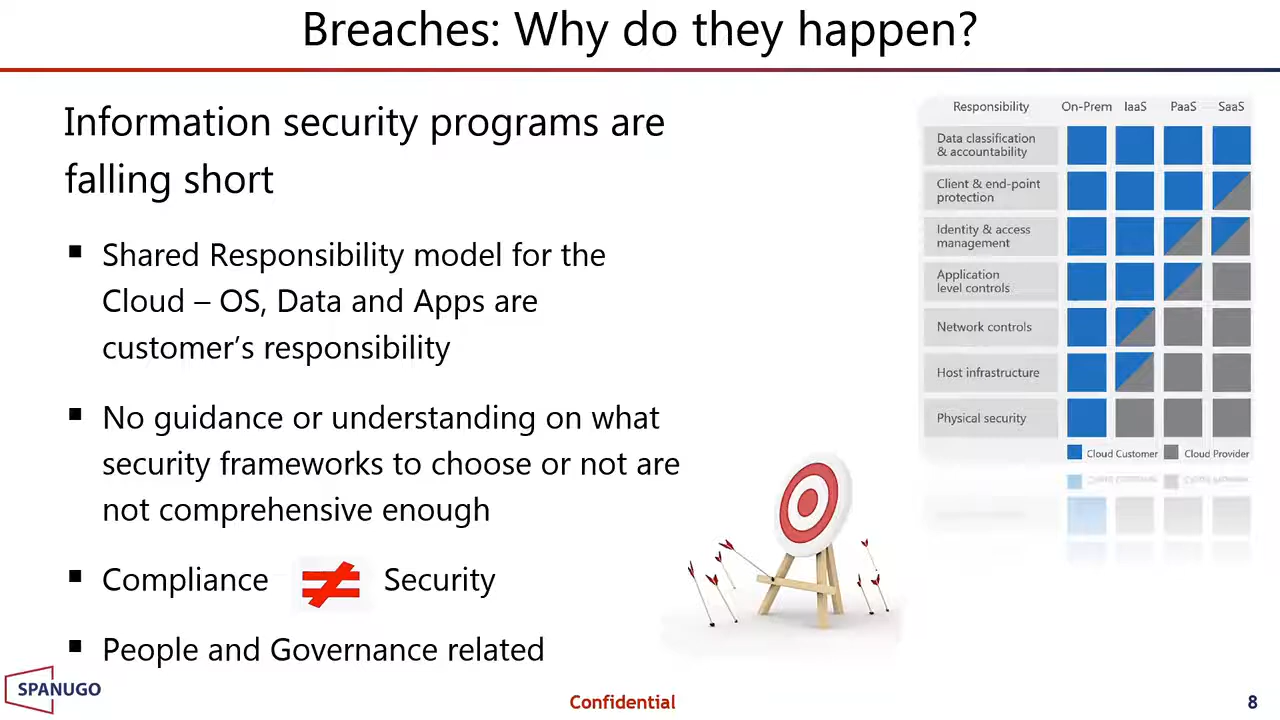 Breaches: Why do they happen?
Information security programs are
falling short
▪ Shared Responsibility model for the
Cloud – OS, Data and Apps are
customer's responsibility
▪ No guidance or understanding on what
security frameworks to choose or not are
not comprehensive enough
▪ Compliance ≠ Security
▪ People and Governance related
Responsibility On-Prem IaaS PaaS SaaS
Data classification
& accountability
Client & end-point
protection
Identity & access
management
Application
level controls
Network controls
Host infrastructure
Physical security
Cloud Customer Cloud Provider
SPANUGO
Confidential
8